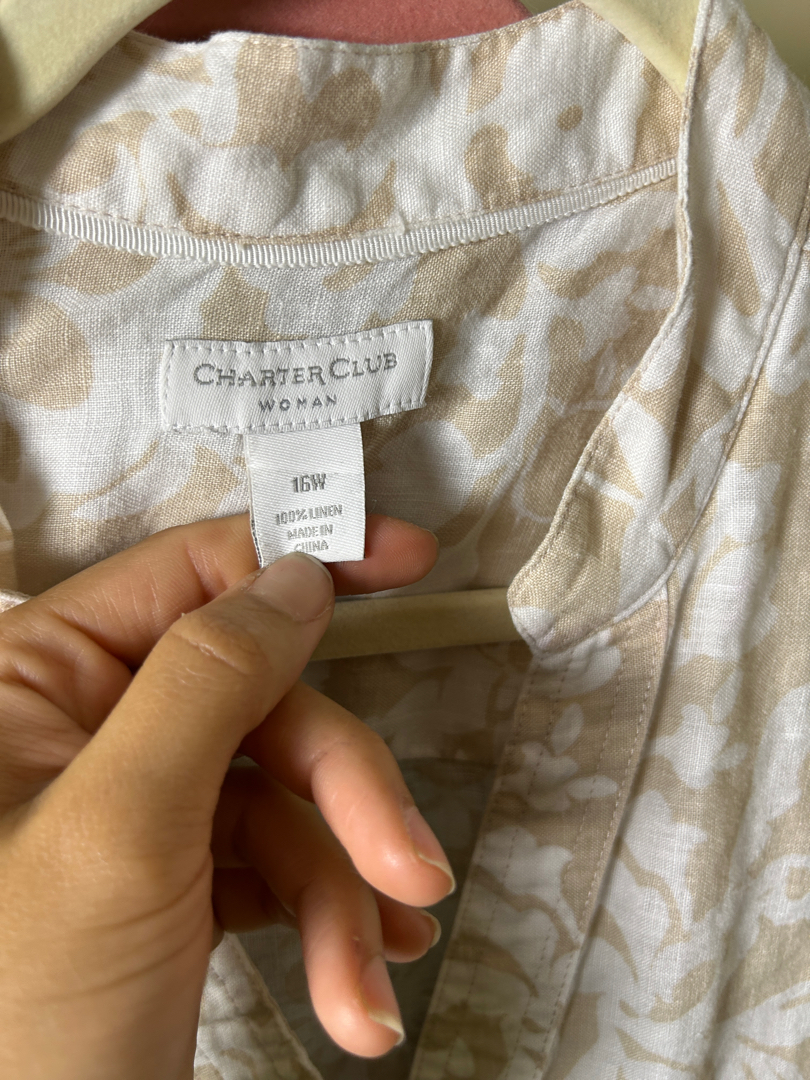 CHARTER CLUB
WOMAN
16W
100% LINEN
MADE IN
CHINA